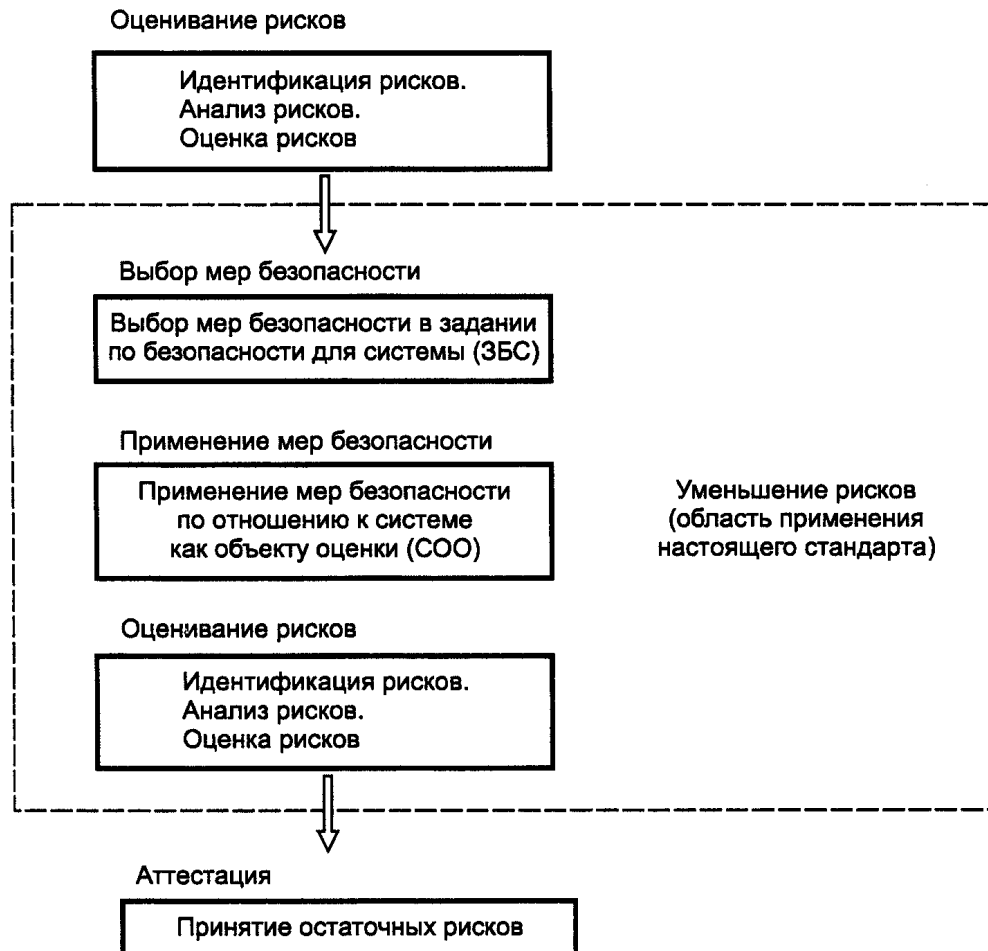 Оценивание рисков
Идентификация рисков.
Анализ рисков.
Оценка рисков
Выбор мер безопасности
Выбор мер безопасности в задании
по безопасности для системы (ЗБС)
Применение мер безопасности
Применение мер безопасности
по отношению к системе
как объекту оценки (СОО)
Уменьшение рисков
(область применения
настоящего стандарта)
Оценивание рисков
Идентификация рисков.
Анализ рисков.
Оценка рисков
Аттестация
Принятие остаточных рисков